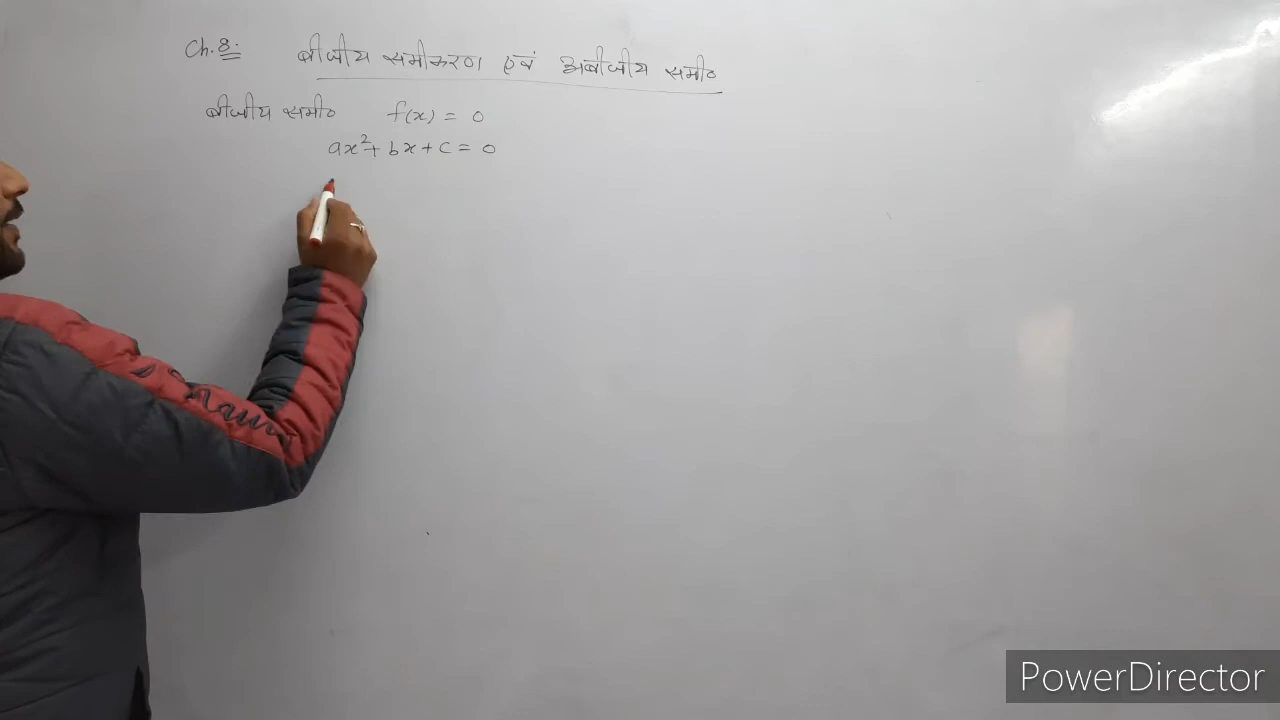 Ch. 8: बीजीय समीकरण एवं अबीजीय समी०
बीजीय समी० f(x) = 0
ax²+ bx + c = 0
PowerDirector